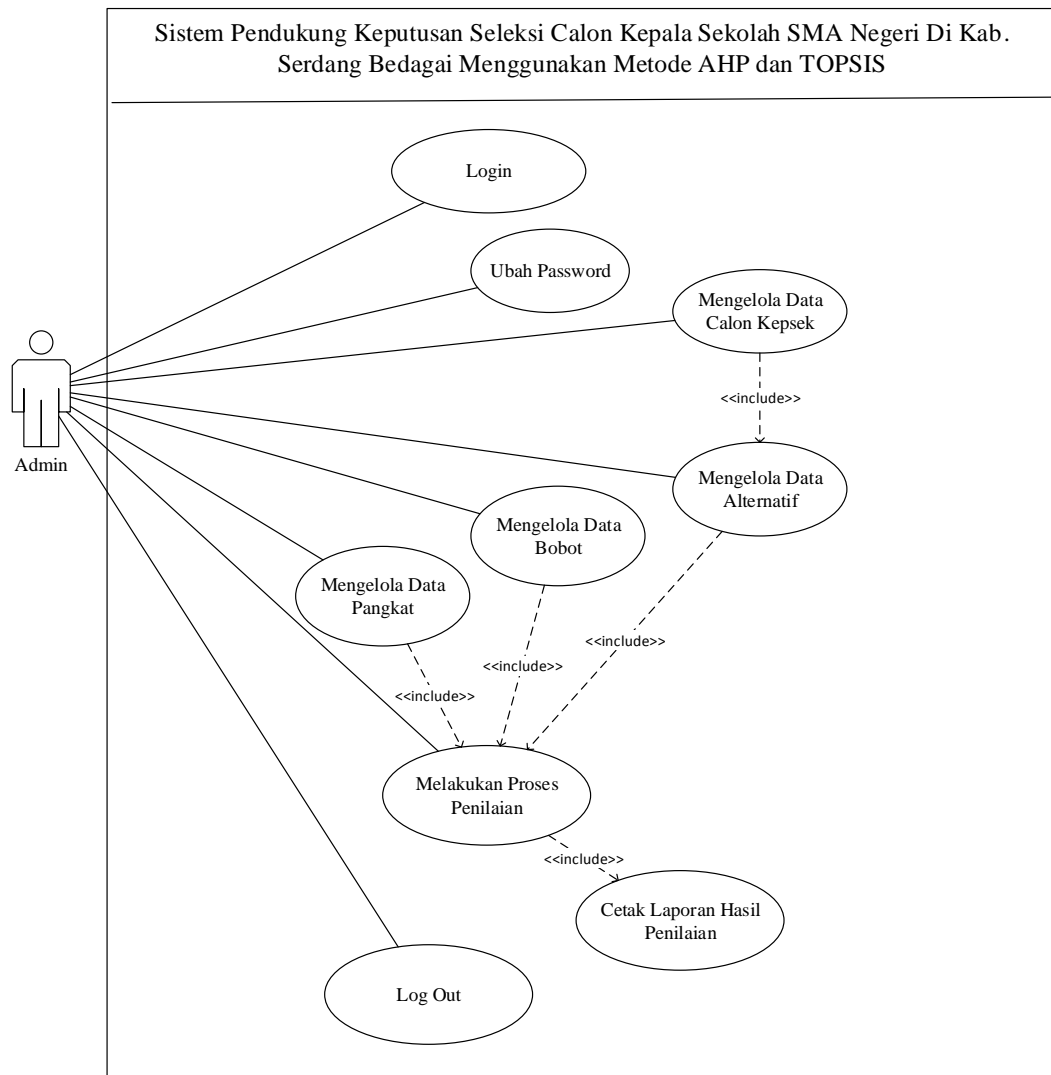 Sistem Pendukung Keputusan Seleksi Calon Kepala Sekolah SMA Negeri Di Kab.
Serdang Bedagai Menggunakan Metode AHP dan TOPSIS
Login
Ubah Password
Mengelola Data
Calon Kepsek
<<include>>
Admin
Mengelola Data
Alternatif
Mengelola Data
Bobot
Mengelola Data
Pangkat
<<include>>
<<include>>
<<include>>
Melakukan Proses
Penilaian
<<include>>
Cetak Laporan Hasil
Penilaian
Log Out